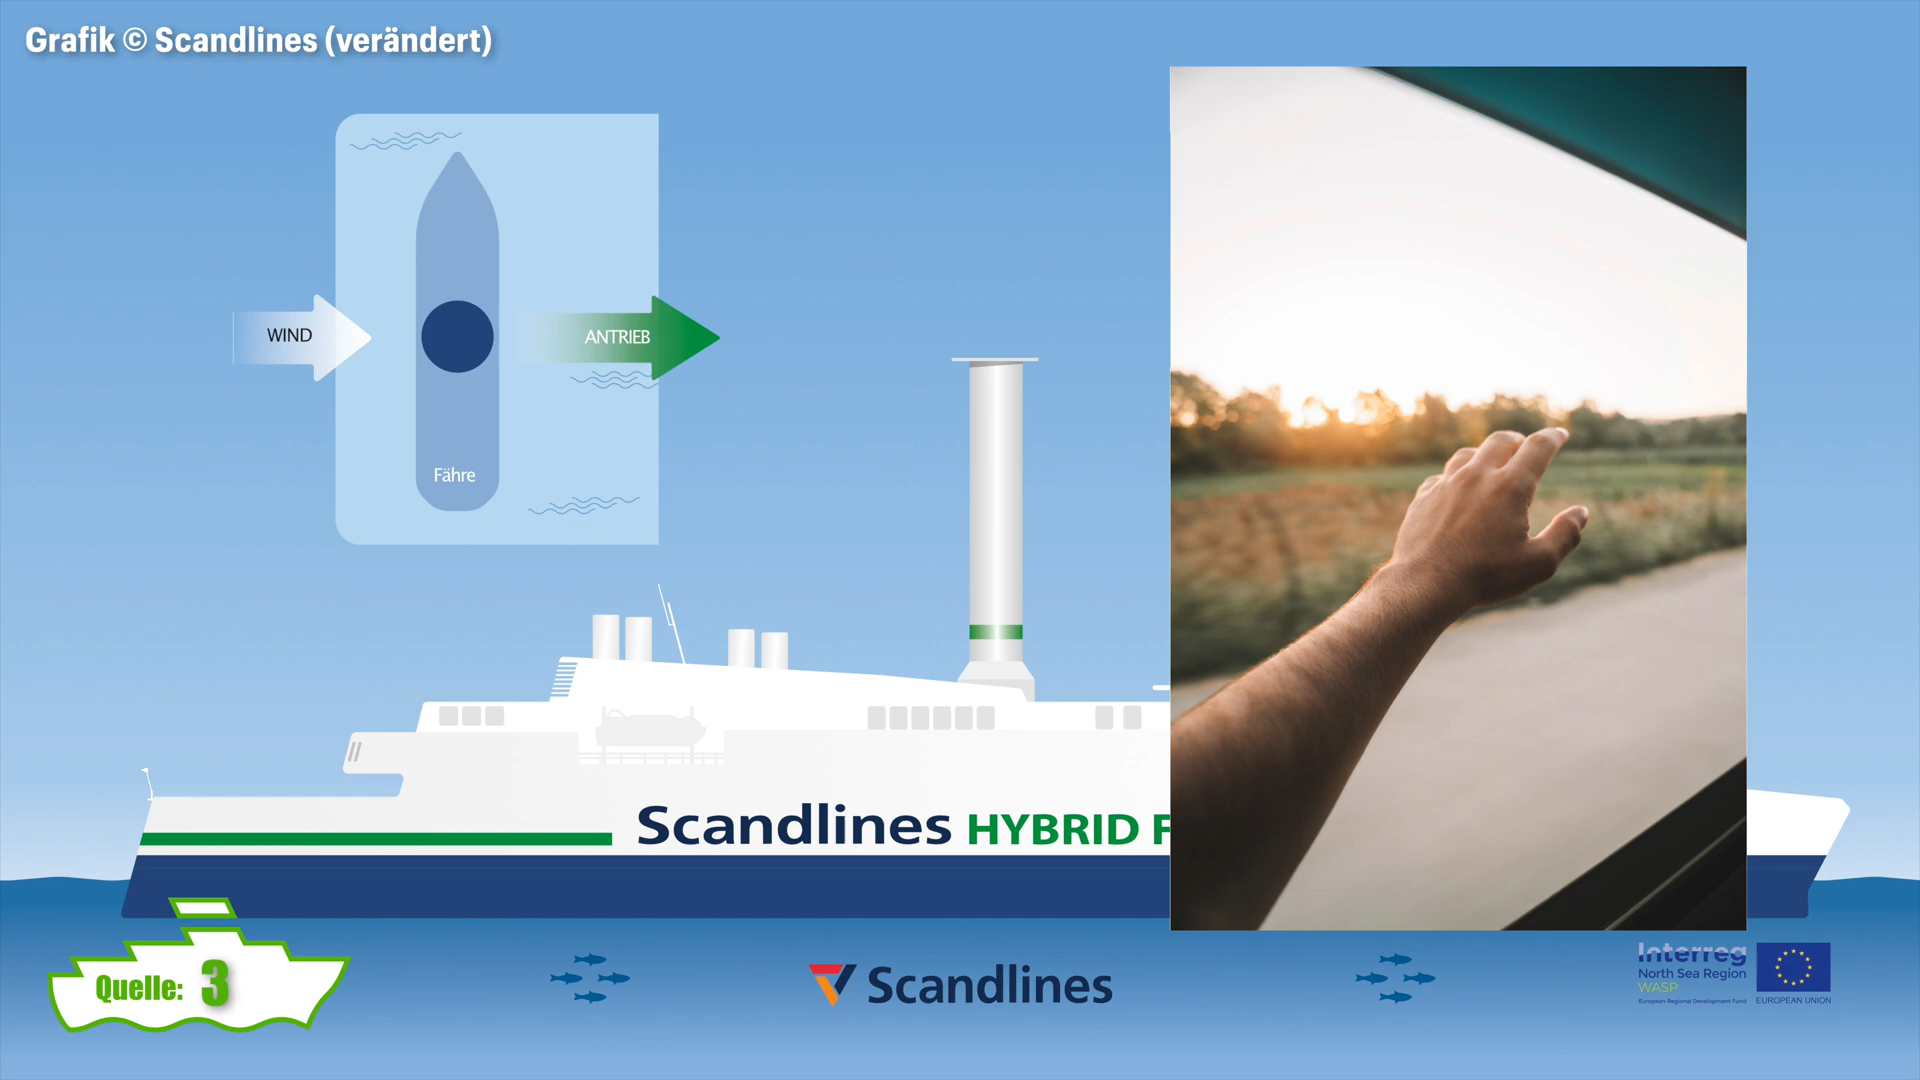 Grafik © Scandlines (verändert)
WIND
ANTRIEB
Fähre
Scandlines HYBRID F
Quelle: 3
Scandlines
Interreg
North Sea Region
WASP
European Regional Development Fund
EUROPEAN UNION